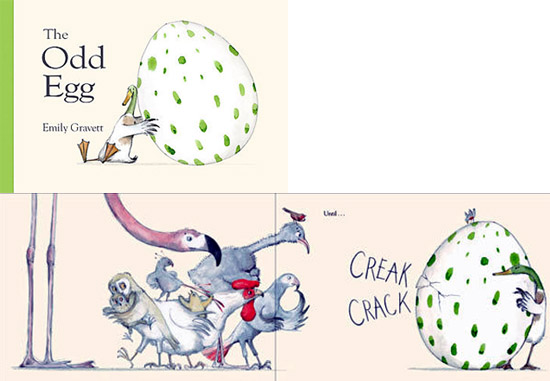 The
Odd
Egg
Emily Gravett
Until...
CREAK
CRACK